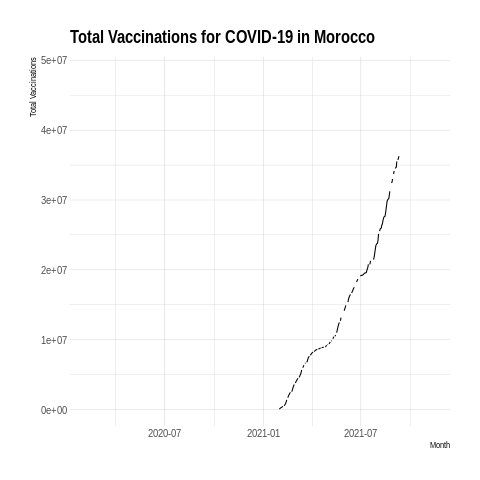 Total Vaccinations for COVID-19 in Morocco
Total Vaccinations
5e+07
4e+07
3e+07
2e+07
1e+07
0e+00
2020-07 2021-01 2021-07
Month